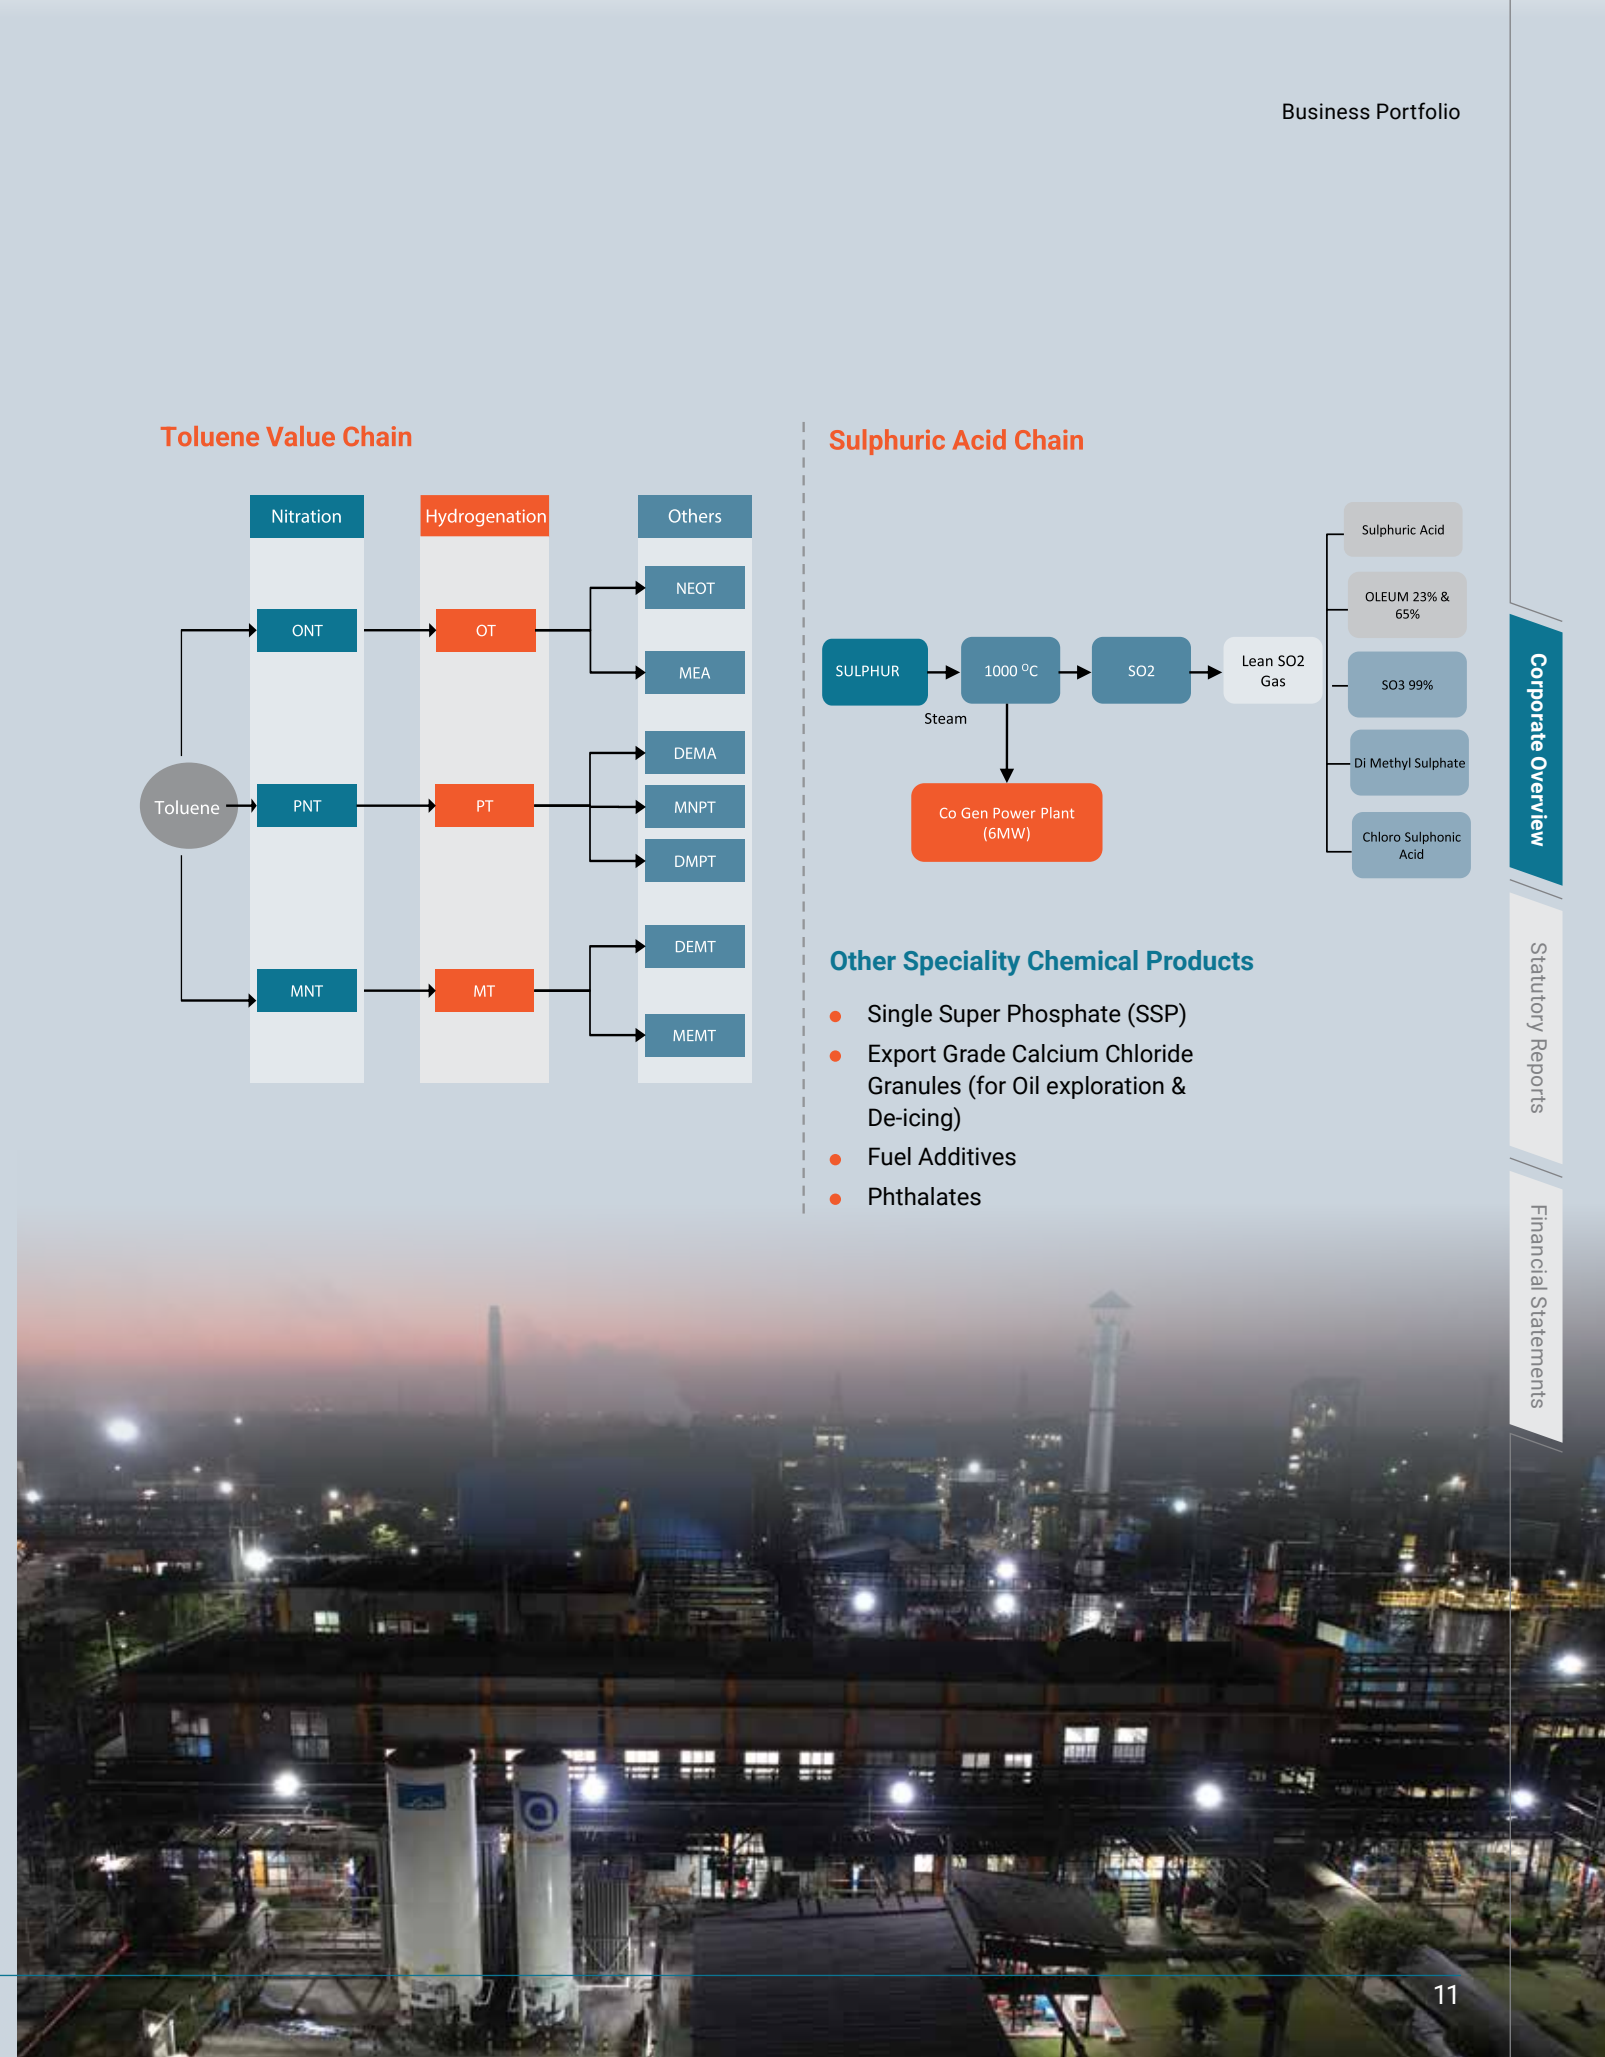 Business Portfolio
Toluene Value Chain
Nitration
Hydrogenation
Others
NEOT
ONT
OT
MEA
DEMA
Toluene
PNT
PT
MNPT
DMPT
DEMT
MNT
MT
MEMT
Sulphuric Acid Chain
Sulphuric Acid
OLEUM 23% &
65%
SULPHUR
1000 ⁰C
SO2
Lean SO2
Gas
SO3 99%
Steam
Di Methyl Sulphate
Co Gen Power Plant
(6MW)
Chloro Sulphonic
Acid
Other Speciality Chemical Products
Single Super Phosphate (SSP)
Export Grade Calcium Chloride
Granules (for Oil exploration &
De-icing)
Fuel Additives
Phthalates
Corporate Overview
Statutory Reports
Financial Statements
11